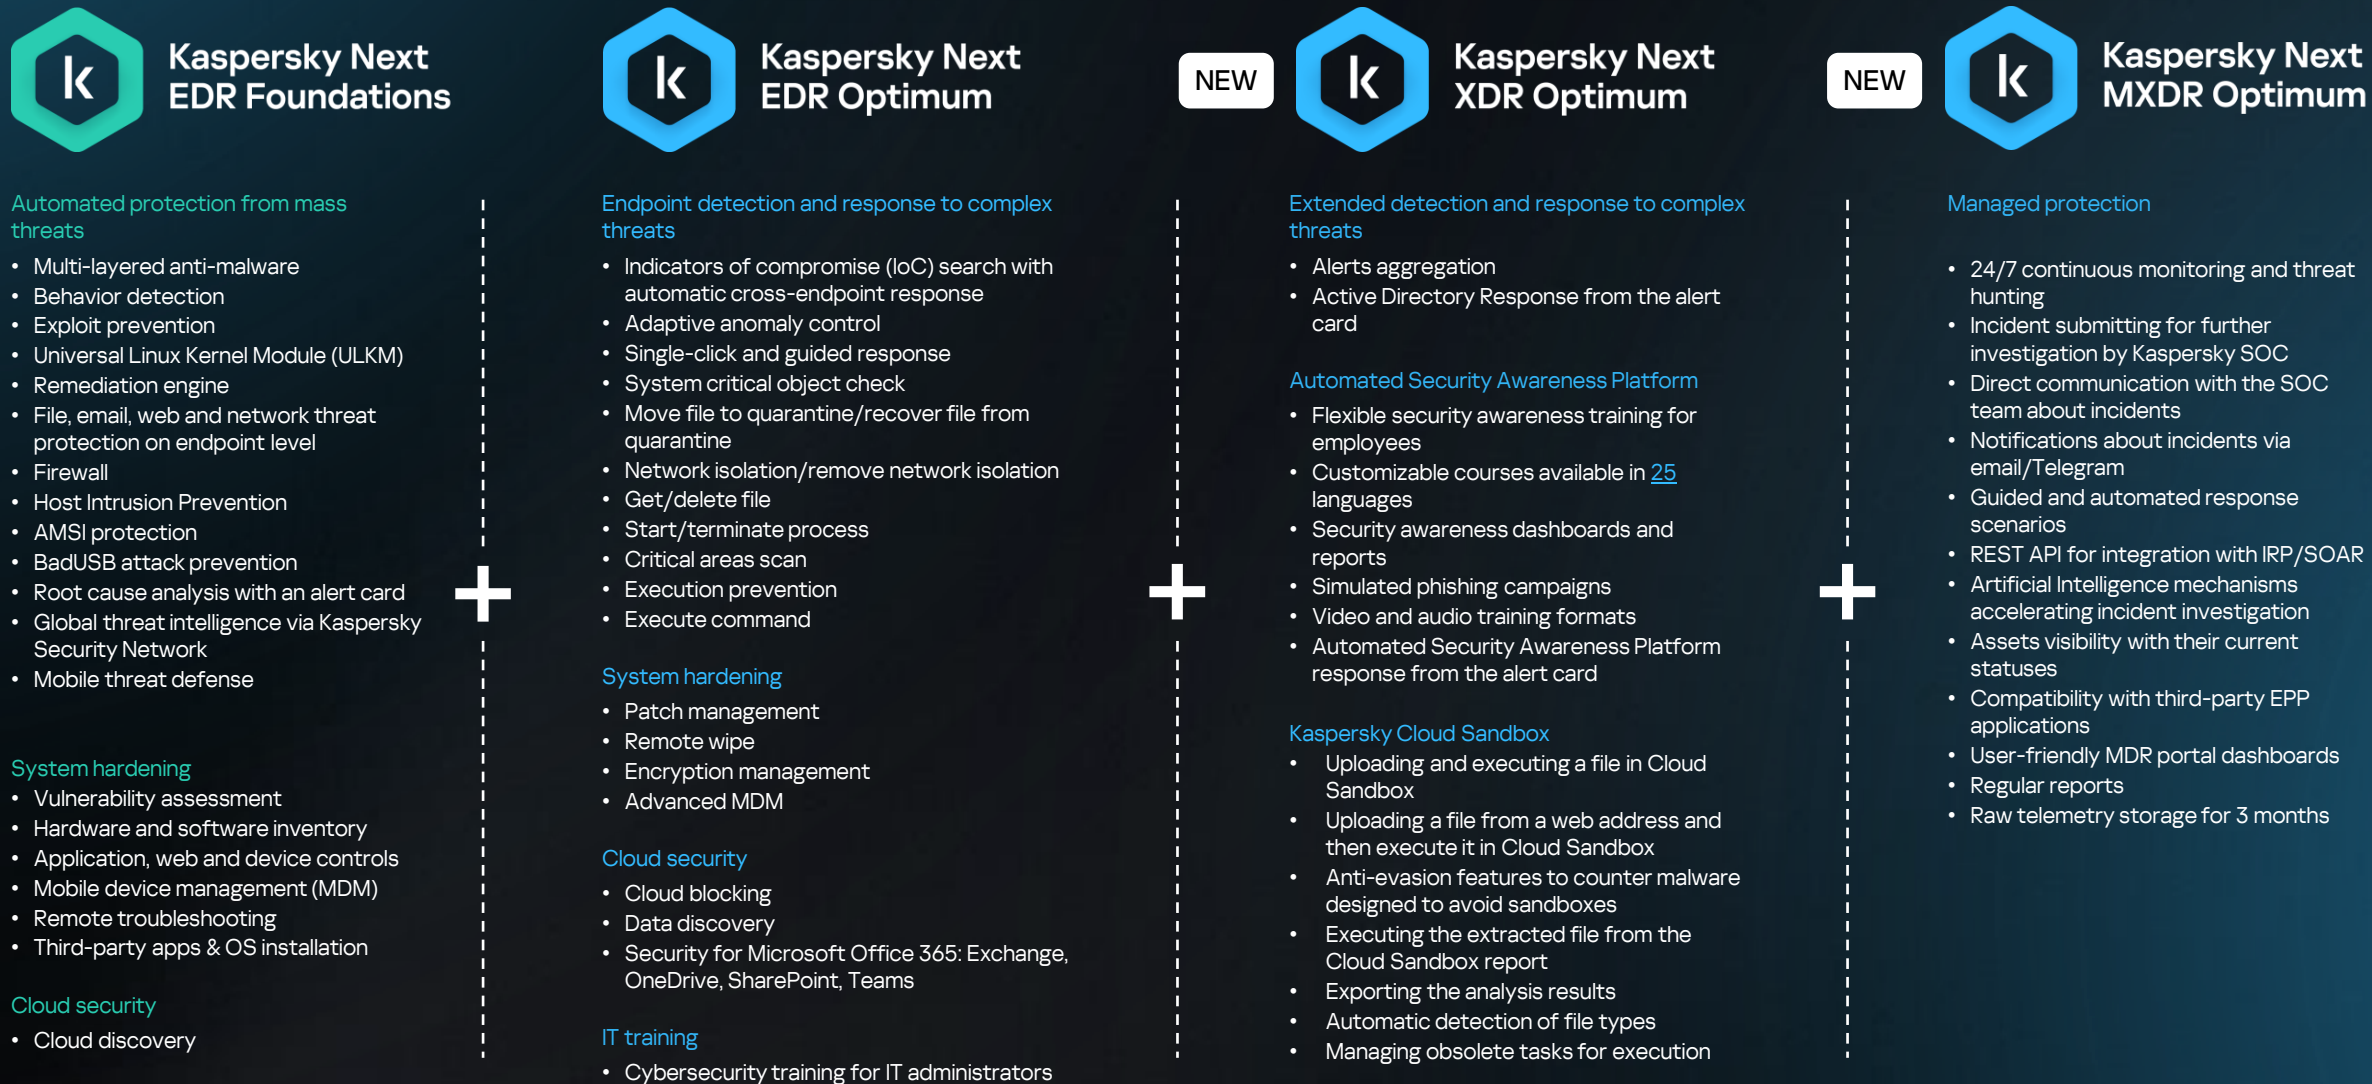 k
Kaspersky Next
EDR Foundations
Automated protection from mass
threats
• Multi-layered anti-malware
• Behavior detection
• Exploit prevention
• Universal Linux Kernel Module (ULKM)
• Remediation engine
• File, email, web and network threat
protection on endpoint level
• Firewall
• Host Intrusion Prevention
• AMSI protection
• BadUSB attack prevention
• Root cause analysis with an alert card
• Global threat intelligence via Kaspersky
Security Network
• Mobile threat defense
System hardening
• Vulnerability assessment
• Hardware and software inventory
• Application, web and device controls
• Mobile device management (MDM)
• Remote troubleshooting
• Third-party apps & OS installation
Cloud security
• Cloud discovery
+
k
Kaspersky Next
EDR Optimum
Endpoint detection and response to complex
threats
• Indicators of compromise (IoC) search with
automatic cross-endpoint response
• Adaptive anomaly control
• Single-click and guided response
• System critical object check
• Move file to quarantine/recover file from
quarantine
• Network isolation/remove network isolation
• Get/delete file
• Start/terminate process
• Critical areas scan
• Execution prevention
• Execute command
System hardening
• Patch management
• Remote wipe
• Encryption management
• Advanced MDM
Cloud security
• Cloud blocking
• Data discovery
• Security for Microsoft Office 365: Exchange,
OneDrive, SharePoint, Teams
IT training
• Cybersecurity training for IT administrators
+
NEW
k
Kaspersky Next
XDR Optimum
Extended detection and response to complex
threats
• Alerts aggregation
• Active Directory Response from the alert
card
Automated Security Awareness Platform
• Flexible security awareness training for
employees
• Customizable courses available in 25
languages
• Security awareness dashboards and
reports
• Simulated phishing campaigns
• Video and audio training formats
• Automated Security Awareness Platform
response from the alert card
Kaspersky Cloud Sandbox
• Uploading and executing a file in Cloud
Sandbox
• Uploading a file from a web address and
then execute it in Cloud Sandbox
• Anti-evasion features to counter malware
designed to avoid sandboxes
• Executing the extracted file from the
Cloud Sandbox report
• Exporting the analysis results
• Automatic detection of file types
• Managing obsolete tasks for execution
+
NEW
k
Kaspersky Next
MXDR Optimum
Managed protection
• 24/7 continuous monitoring and threat
hunting
• Incident submitting for further
investigation by Kaspersky SOC
• Direct communication with the SOC
team about incidents
• Notifications about incidents via
email/Telegram
• Guided and automated response
scenarios
• REST API for integration with IRP/SOAR
• Artificial Intelligence mechanisms
accelerating incident investigation
• Assets visibility with their current
statuses
• Compatibility with third-party EPP
applications
• User-friendly MDR portal dashboards
• Regular reports
• Raw telemetry storage for 3 months